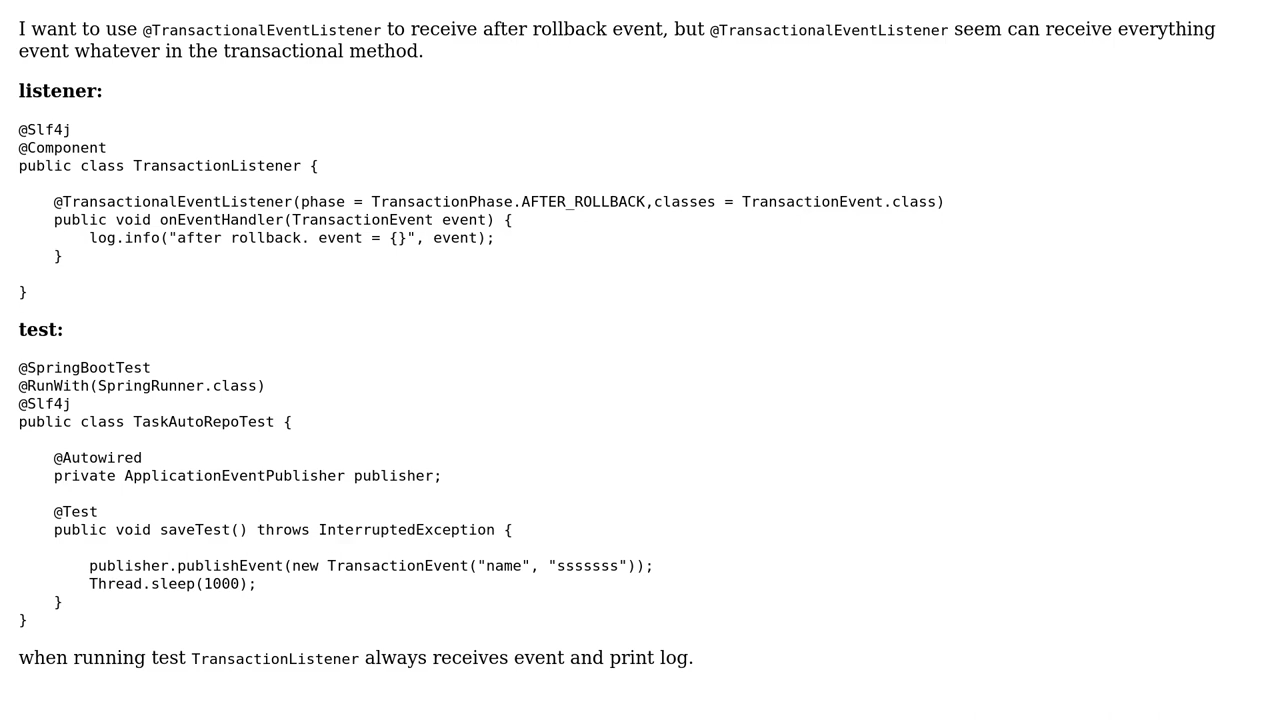 I want to use @TransactionalEventListener to receive after rollback event, but @TransactionalEventListener seem can receive everything
event whatever in the transactional method.
listener:
@Slf4j
@Component
public class TransactionListener {
    @TransactionalEventListener(phase = TransactionPhase.AFTER_ROLLBACK,classes = TransactionEvent.class)
    public void onEventHandler(TransactionEvent event) {
        log.info("after rollback. event = {}", event);
    }
}
test:
@SpringBootTest
@RunWith(SpringRunner.class)
@Slf4j
public class TaskAutoRepoTest {
    @Autowired
    private ApplicationEventPublisher publisher;
    @Test
    public void saveTest() throws InterruptedException {
        publisher.publishEvent(new TransactionEvent("name", "sssssss"));
        Thread.sleep(1000);
    }
}
when running test TransactionListener always receives event and print log.